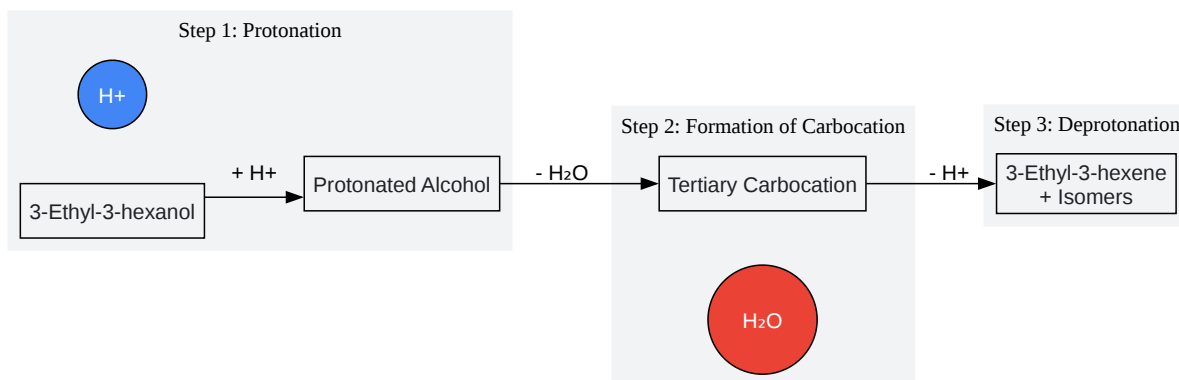 Step 1: Protonation
H+
3-Ethyl-3-hexanol
+ H+
Protonated Alcohol
- H₂O
Step 2: Formation of Carbocation
Tertiary Carbocation
H₂O
- H+
Step 3: Deprotonation
3-Ethyl-3-hexene
+ Isomers